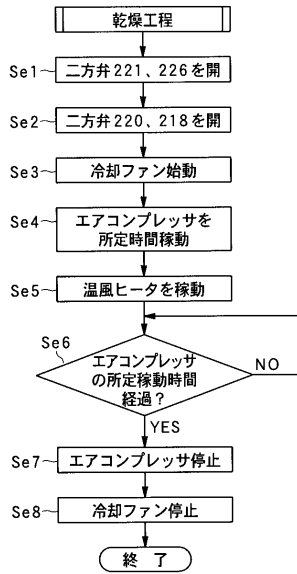 乾燥工程
Se1
二方弁221、226を開
Se2
二方弁220、218を開
Se3
冷却ファン始動
Se4
エアコンプレッサを
所定時間稼動
Se5
温風ヒータを稼動
Se6
エアコンプレッサ
の所定稼動時間
経過？
NO
YES
Se7
エアコンプレッサ停止
Se8
冷却ファン停止
終 了